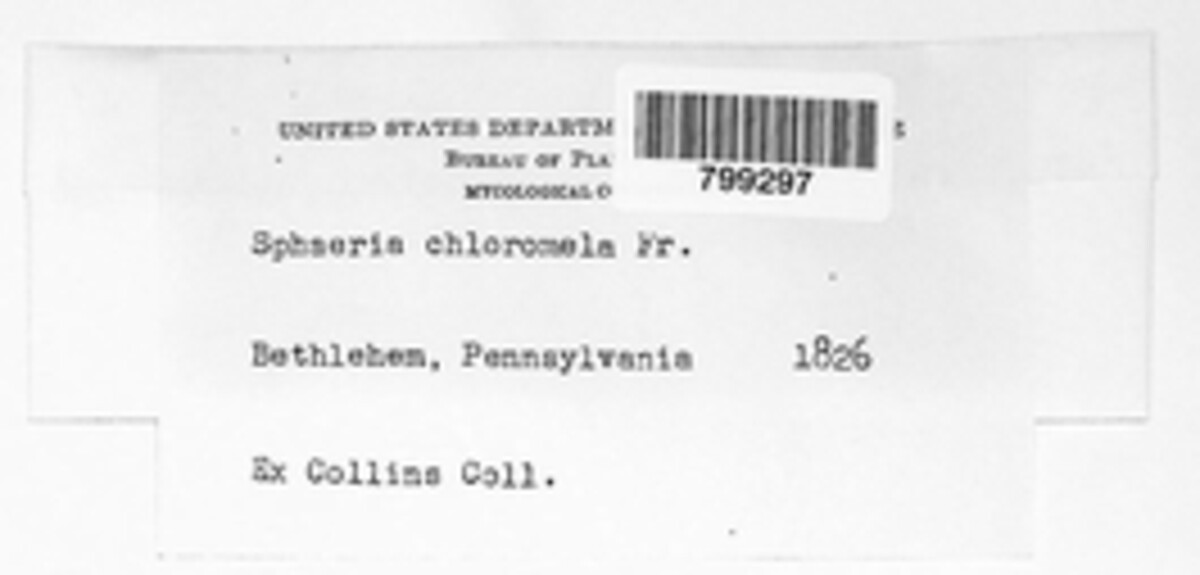 UNITED STATES DEPARTM
BUREAU OF PLA
MYCOLOGICAL
799297
Sphaeria chloromela Fr.
Bethlehem, Pennsylvania 1826
Ex Collins Coll.